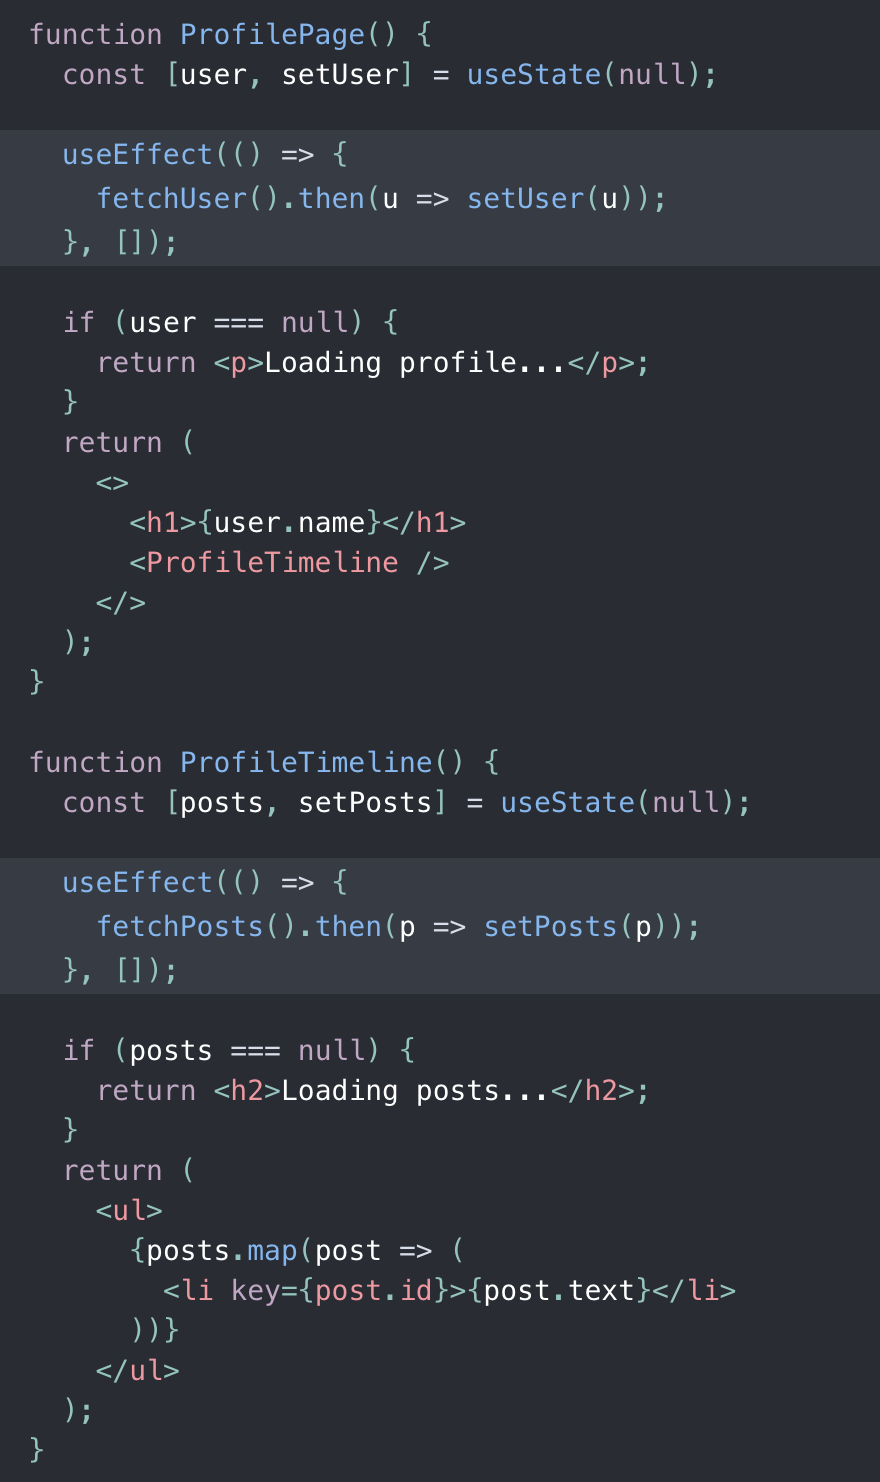 function ProfilePage() {
  const [user, setUser] = useState(null);

  useEffect(() => {
    fetchUser().then(u => setUser(u));
  }, []);

  if (user === null) {
    return <p>Loading profile...</p>;
  }
  return (
    <>
      <h1>{user.name}</h1>
      <ProfileTimeline />
    </>
  );
}

function ProfileTimeline() {
  const [posts, setPosts] = useState(null);

  useEffect(() => {
    fetchPosts().then(p => setPosts(p));
  }, []);

  if (posts === null) {
    return <h2>Loading posts...</h2>;
  }
  return (
    <ul>
      {posts.map(post => (
        <li key={post.id}>{post.text}</li>
      ))}
    </ul>
  );
}